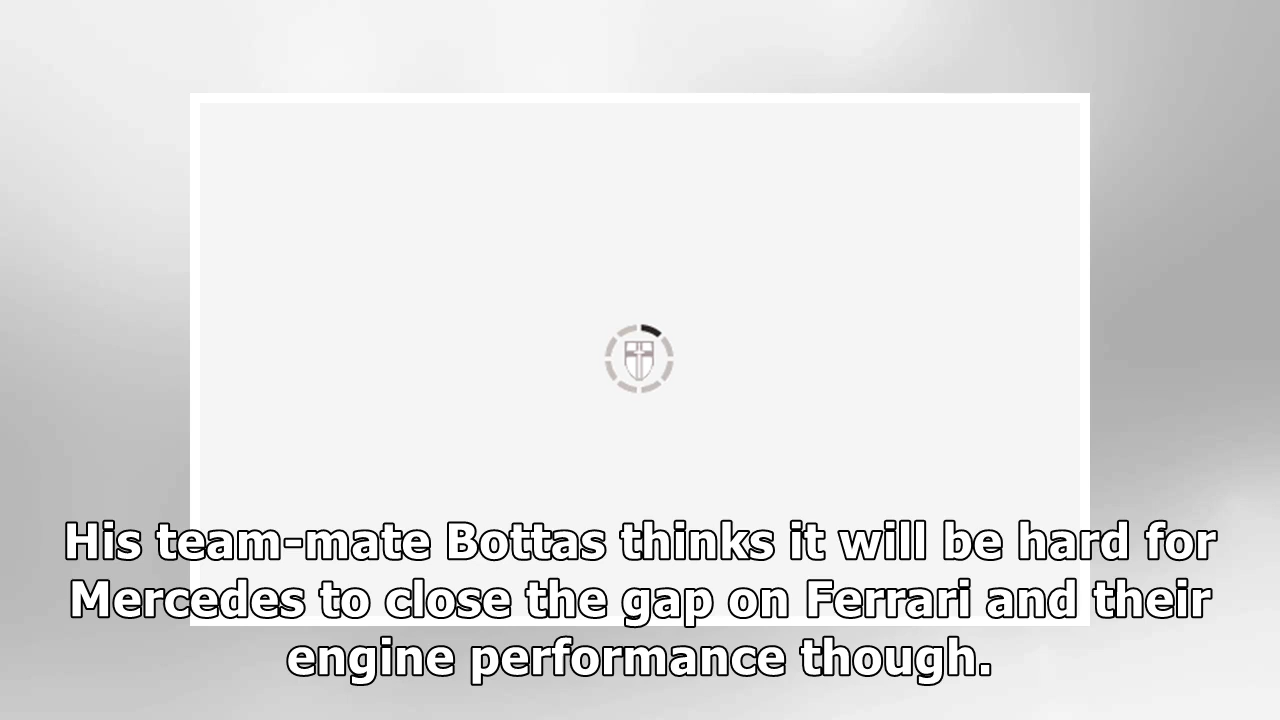 His team-mate Bottas thinks it will be hard for
Mercedes to close the gap on Ferrari and their
engine performance though.